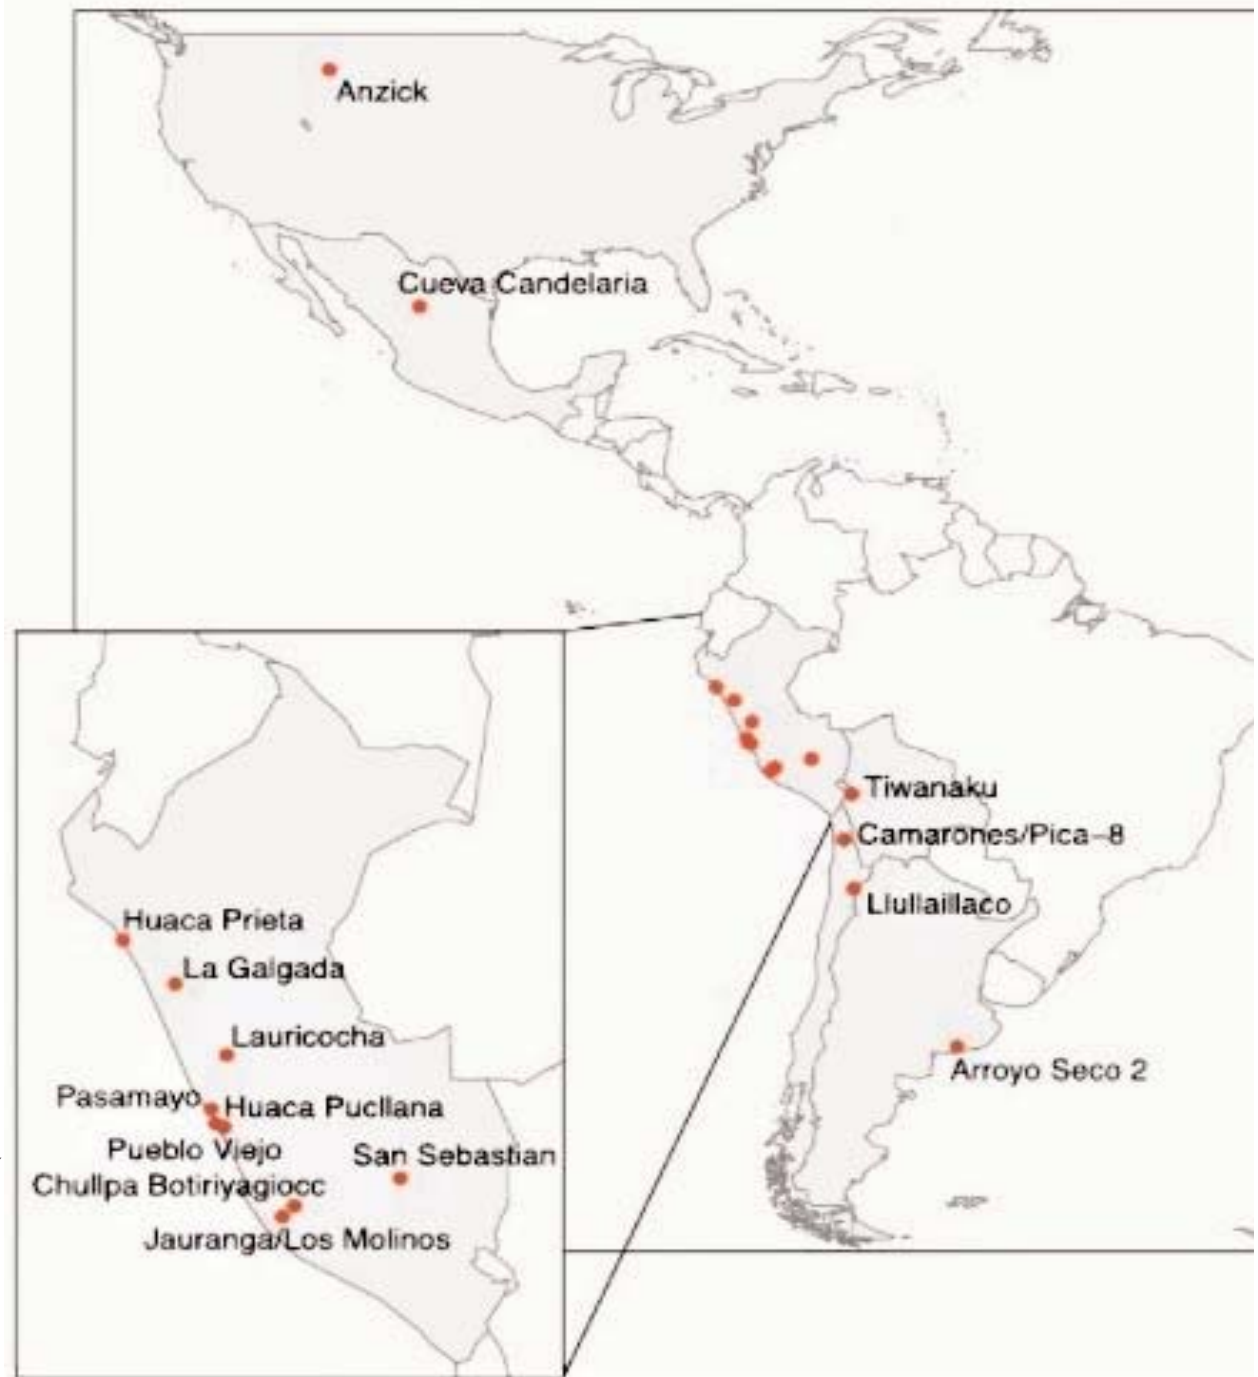 Anzick
Cueva Candelaria
Tiwanaku
Camarones/Pica-8
Llullaillaco
Arroyo Seco 2
Huaca Prieta
La Galgada
Lauricocha
Pasamayo
Huaca Pucllana
Pueblo Viejo
San Sebastian
Chullpa Botiriyagiocc
Jauranga/Los Molinos